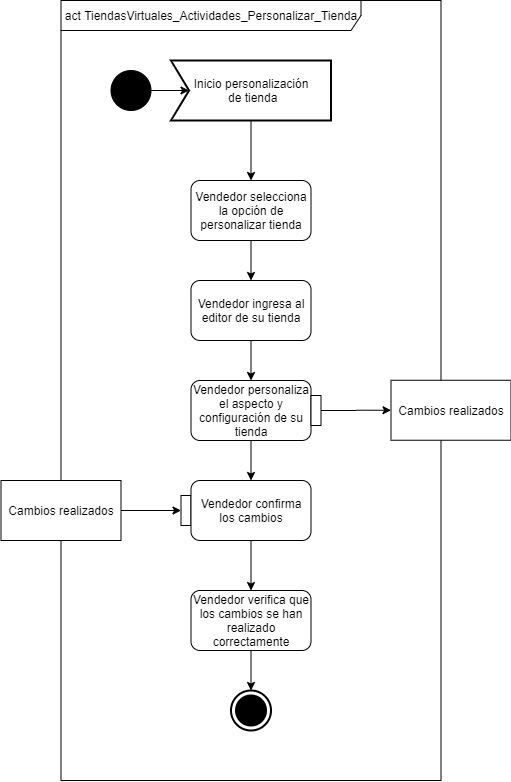 act TiendasVirtuales_Actividades_Personalizar_Tienda
Inicio personalización
de tienda
Vendedor selecciona
la opción de
personalizar tienda
Vendedor ingresa al
editor de su tienda
Vendedor personaliza
el aspecto y
configuración de su
tienda
Cambios realizados
Cambios realizados
Vendedor confirma
los cambios
Vendedor verifica que
los cambios se han
realizado
correctamente